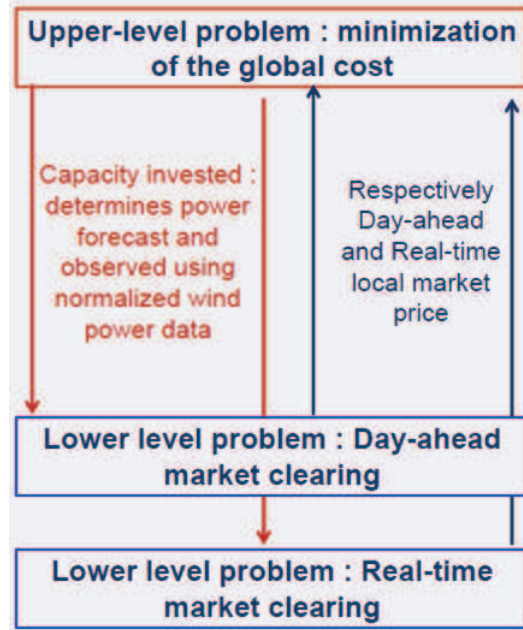 Upper-level problem : minimization
of the global cost
Capacity invested :
determines power
forecast and
observed using
normalized wind
power data
Respectively
Day-ahead
and Real-time
local market
price
Lower level problem : Day-ahead
market clearing
Lower level problem : Real-time
market clearing